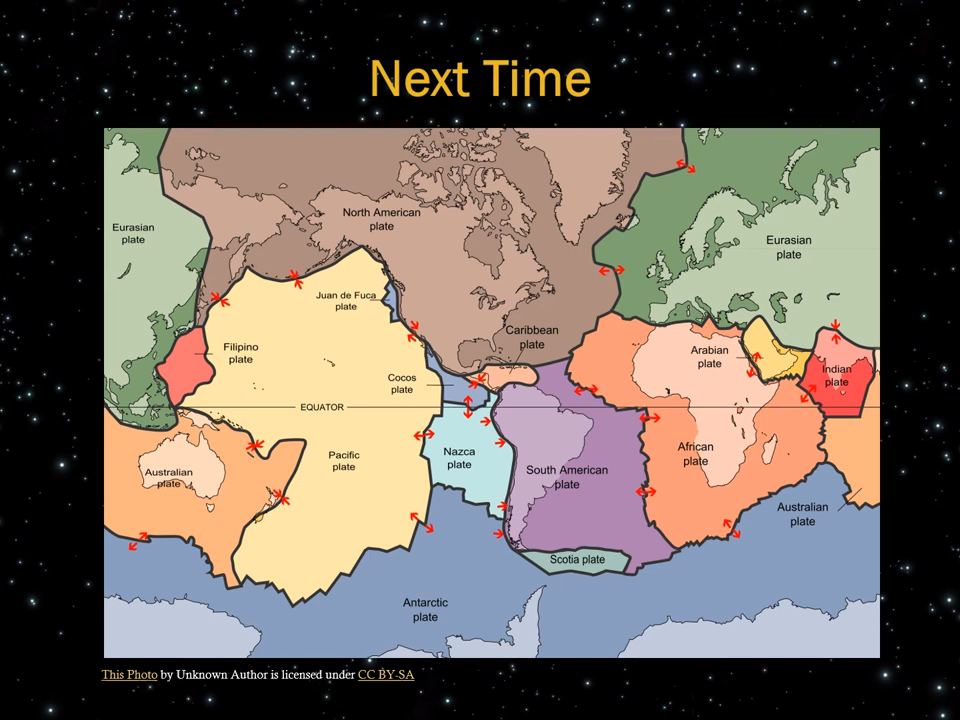 Next Time
Eurasian
plate
North American
plate
Eurasian
plate
Juan de Fuca
plate
Caribbean
plate
Filipino
plate
Arabian
plate
Indian
plate
Cocos
plate
EQUATOR
Australian
plate
Pacific
plate
Nazca
plate
South American
plate
African
plate
Australian
plate
Scotia plate
Antarctic
plate
This Photo by Unknown Author is licensed under CC BY-SA